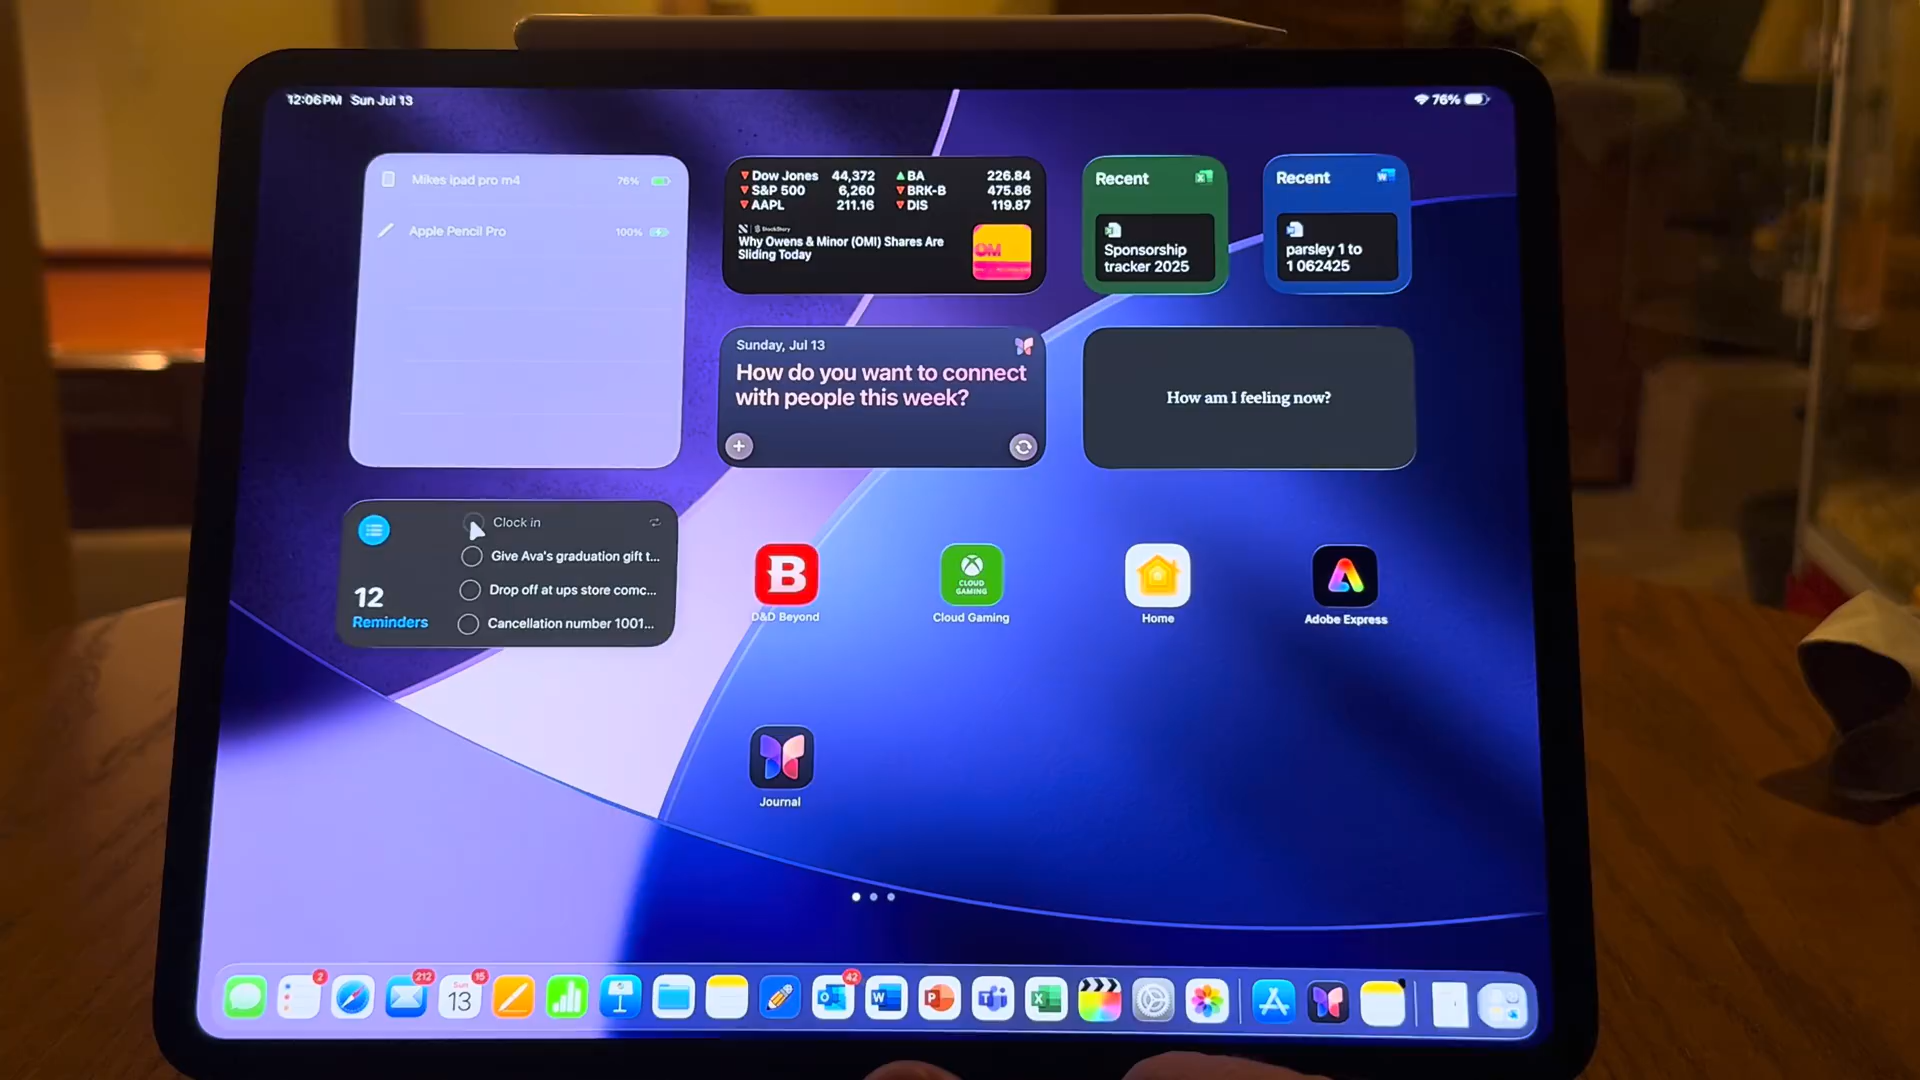 12:06 PM Sun Jul 13
76%
Mikes ipad pro m4 76%
Apple Pencil Pro 100%
Dow Jones 44,372 BA 226.84
S&P 500 6,260 BRK-B 475.86
AAPL 211.16 DIS 119.87
StockStory
Why Owens & Minor (OMI) Shares Are
Sliding Today
OM
Recent
Sponsorship
tracker 2025
Recent
parsley 1 to
1 062425
Sunday, Jul 13
How do you want to connect
with people this week?
How am I feeling now?
12
Reminders
Clock in
Give Ava's graduation gift t...
Drop off at ups store comc...
Cancellation number 1001...
B
D&D Beyond
CLOUD
GAMING
Cloud Gaming
Home
Adobe Express
Journal
2
212
15
Sun
13
42
O
W
P
T
X